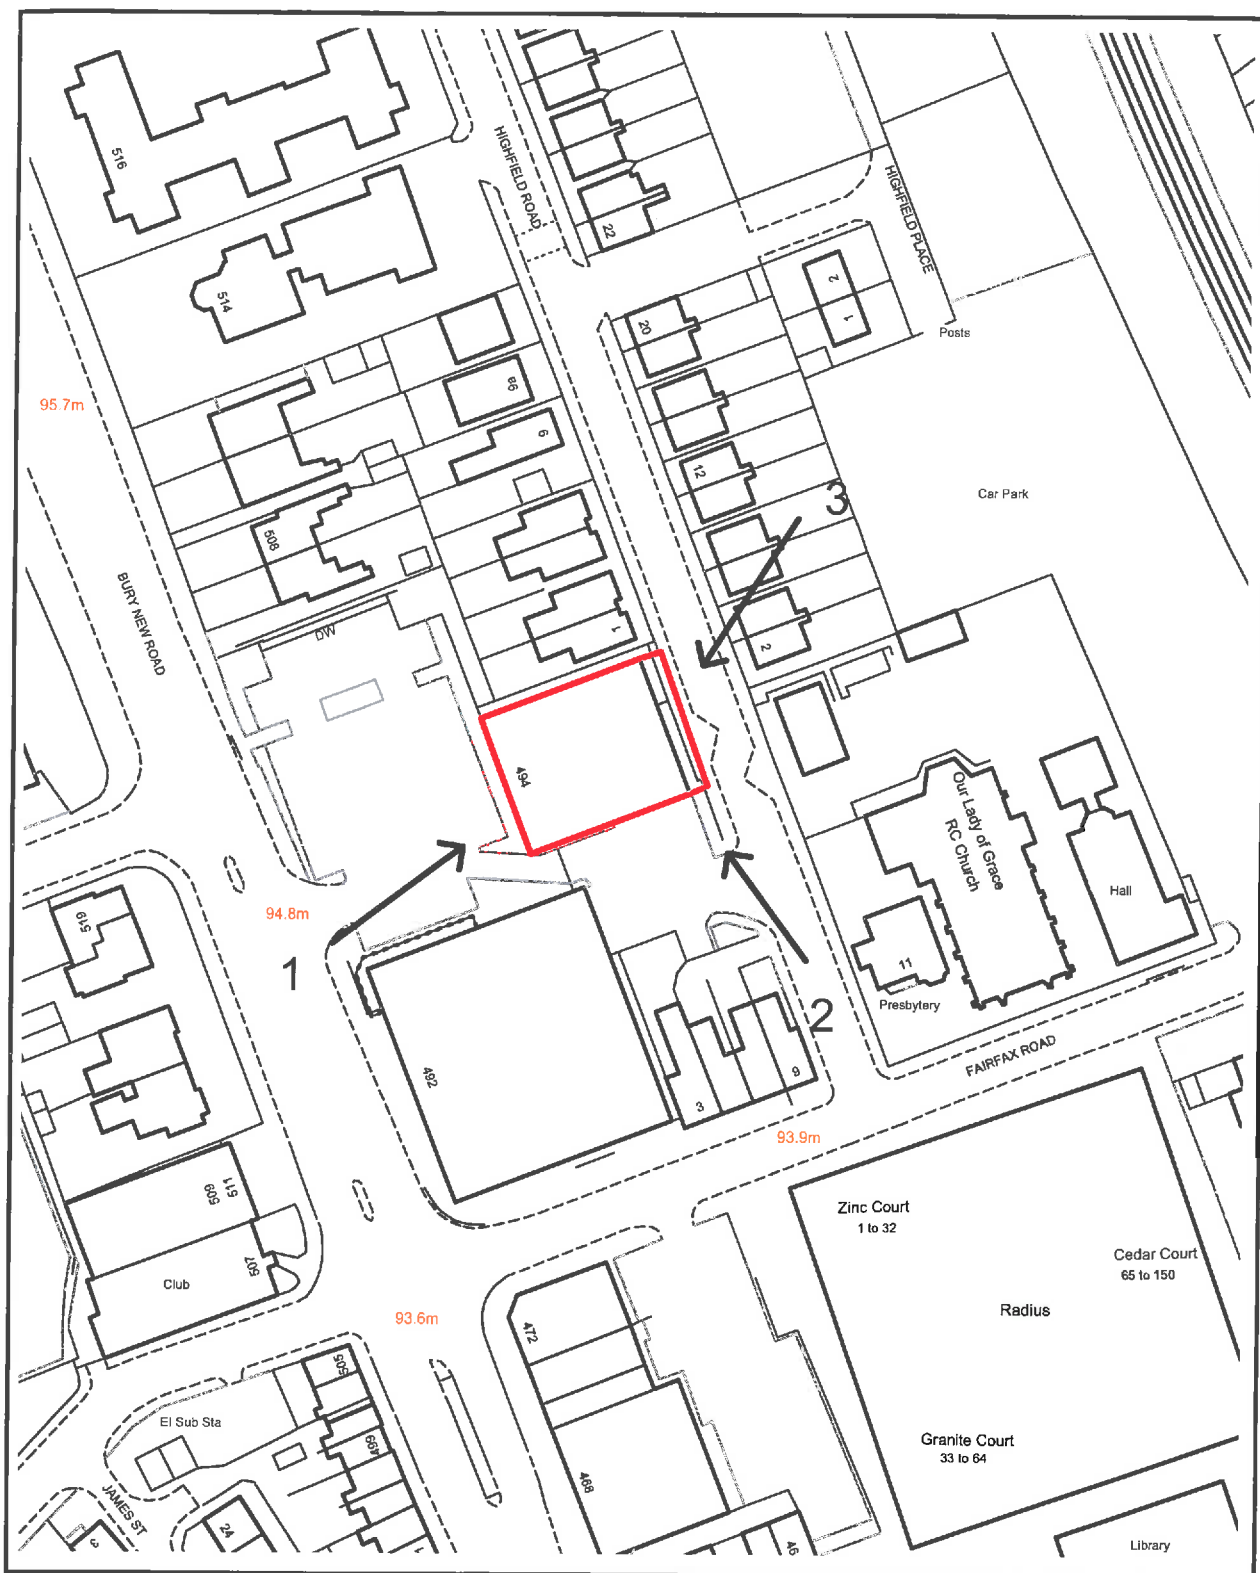 516
HIGHFIELD ROAD
22
HIGHFIELD PLACE
514
20
2
1
Posts
95.7m
66
6
12
3
Car Park
508
BURY NEW ROAD
DW
1
2
494
Our Lady of Grace
RC Church
Hall
519
94.8m
1
11
Presbytery
2
FAIRFAX ROAD
492
3
9
93.9m
511
509
507
Club
Zinc Court
1 to 32
Cedar Court
65 to 150
Radius
93.6m
472
505
El Sub Sta
499
Granite Court
33 to 64
468
JAMES ST
24
3
46
Library